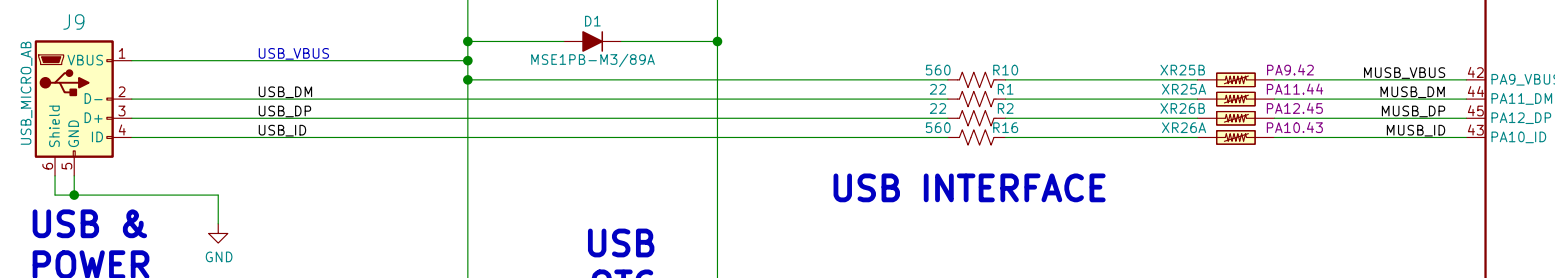 J9
USB_MICRO_AB
VBUS 1
D- 2
D+ 3
ID 4
Shield
GND
6
5
USB_VBUS
USB_DM
USB_DP
USB_ID
D1
MSE1PB-M3/89A
560 R10 XR25B PA9.42 MUSB_VBUS 42
22 R1 XR25A PA11.44 MUSB_DM 44 PA11_DM
22 R2 XR26B PA12.45 MUSB_DP 45 PA12_DP
560 R16 XR26A PA10.43 MUSB_ID 43 PA10_ID
USB INTERFACE
USB &
POWER
GND
USB